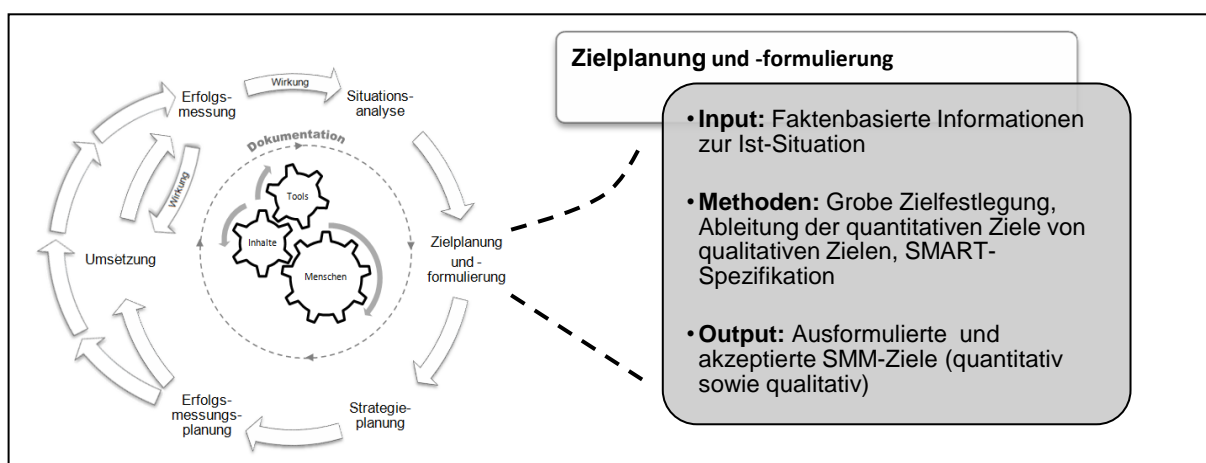 Zielplanung und -formulierung
Wirkung
Erfolgs-
messung
Situations-
analyse
Dokumentation
Wirkung
Tools
Inhalte
Menschen
Umsetzung
Zielplanung
und -
formulierung
Erfolgs-
messungs-
planung
Strategie-
planung
• Input: Faktenbasierte Informationen
zur Ist-Situation
• Methoden: Grobe Zielfestlegung,
Ableitung der quantitativen Ziele von
qualitativen Zielen, SMART-
Spezifikation
• Output: Ausformulierte und
akzeptierte SMM-Ziele (quantitativ
sowie qualitativ)